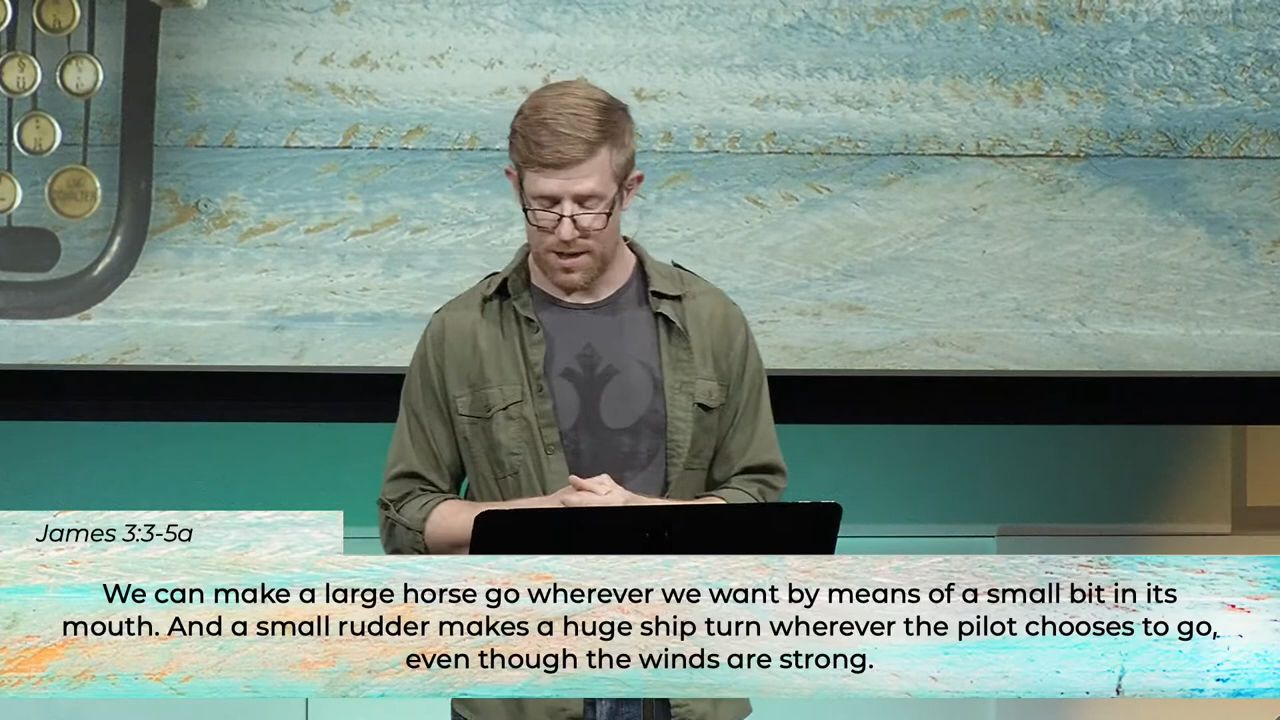 James 3:3-5a
We can make a large horse go wherever we want by means of a small bit in its
mouth. And a small rudder makes a huge ship turn wherever the pilot chooses to go,
even though the winds are strong.